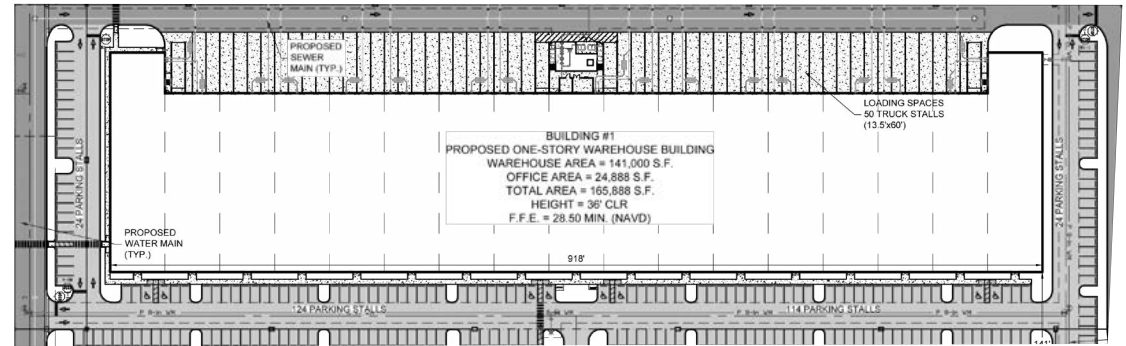 PROPOSED
SEWER
MAIN (TYP.)
LOADING SPACES
50 TRUCK STALLS
(13.5'x60')
BUILDING #1
PROPOSED ONE-STORY WAREHOUSE BUILDING
WAREHOUSE AREA = 141,000 S.F.
OFFICE AREA = 24,888 S.F.
TOTAL AREA = 165,888 S.F.
HEIGHT = 36' CLR
F.F.E. = 28.50 MIN. (NAVD)
24 PARKING STALLS
24 PARKING STALLS
PROPOSED
WATER MAIN
(TYP.)
918'
124 PARKING STALLS
114 PARKING STALLS
141'